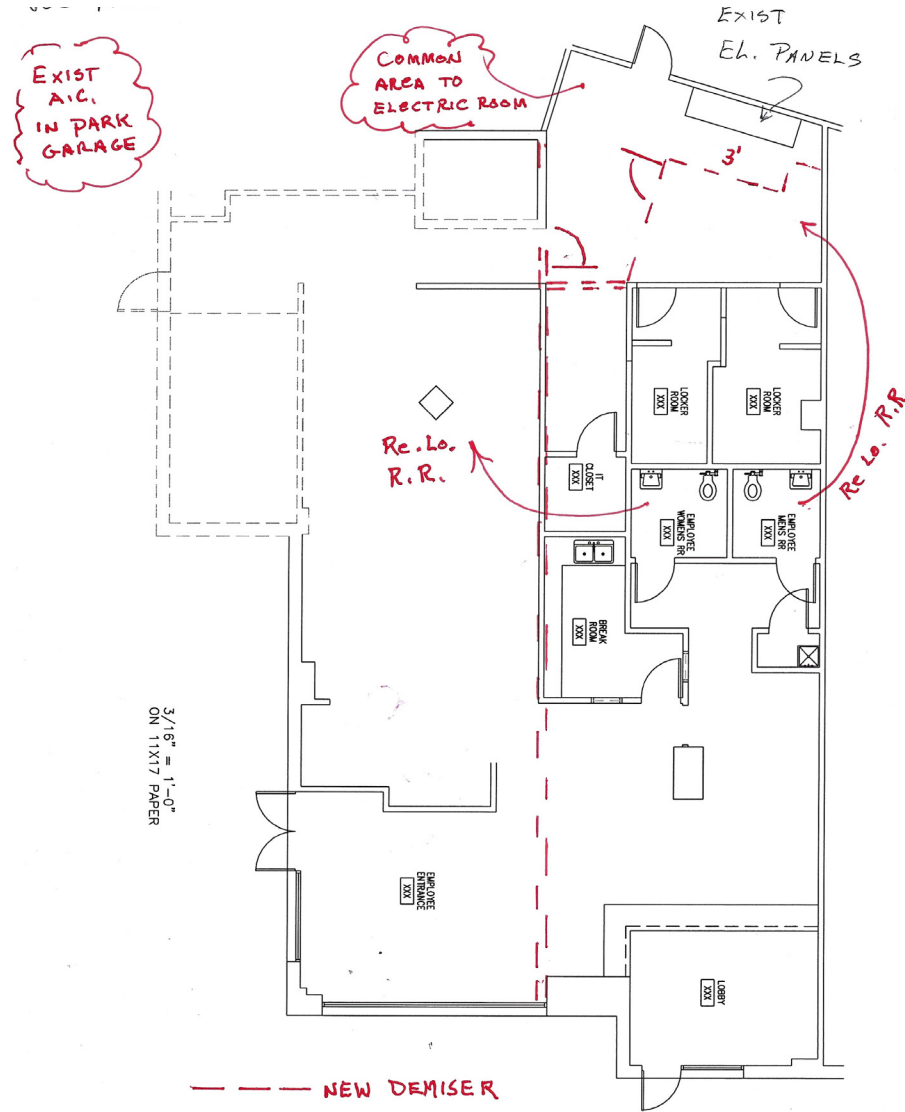 EXIST
EL. PANELS
EXIST
A.C.
IN PARK
GARAGE
COMMON
AREA TO
ELECTRIC ROOM
3'
LOCKER
ROOM
XXX
LOCKER
ROOM
XXX
Re.Lo.
R.R.
Re Lo. R.R
IT
CLOSET
XXX
EMPLOYEE
WOMENS RR
XXX
EMPLOYEE
MENS RR
XXX
BREAK
ROOM
XXX
3/16" = 1'-0"
ON 11X17 PAPER
EMPLOYEE
ENTRANCE
XXX
LOBBY
XXX
NEW DEMISER